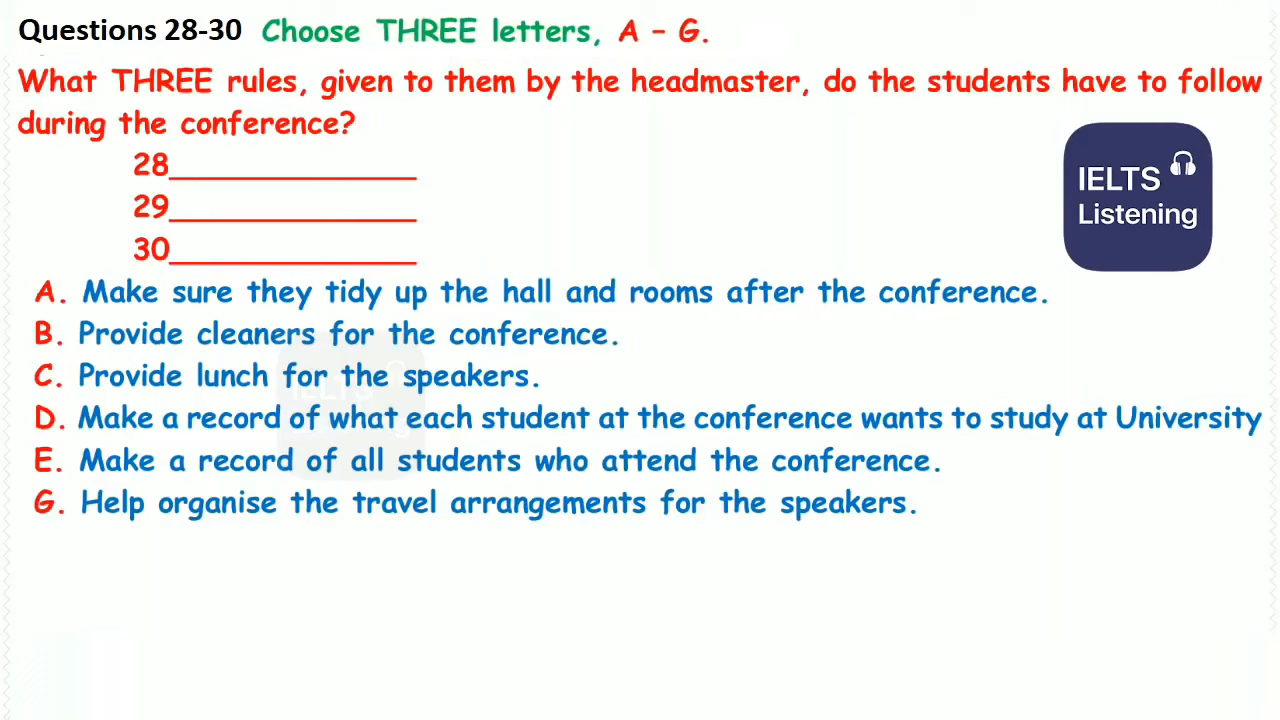 Questions 28-30 Choose THREE letters, A – G.
What THREE rules, given to them by the headmaster, do the students have to follow
during the conference?
28_______________
29_______________
30_______________
IELTS
Listening
A. Make sure they tidy up the hall and rooms after the conference.
B. Provide cleaners for the conference.
C. Provide lunch for the speakers.
D. Make a record of what each student at the conference wants to study at University
E. Make a record of all students who attend the conference.
G. Help organise the travel arrangements for the speakers.